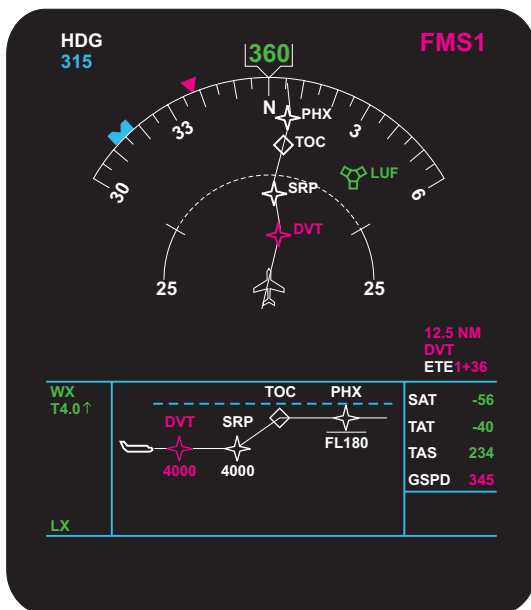 HDG
315
360
FMS1
N
33
30
3
6
PHX
TOC
LUF
SRP
DVT
25
25
12.5 NM
DVT
ETE1+36
WX
T4.0↑
LX
TOC
PHX
DVT
SRP
4000
4000
FL180
SAT -56
TAT -40
TAS 234
GSPD 345